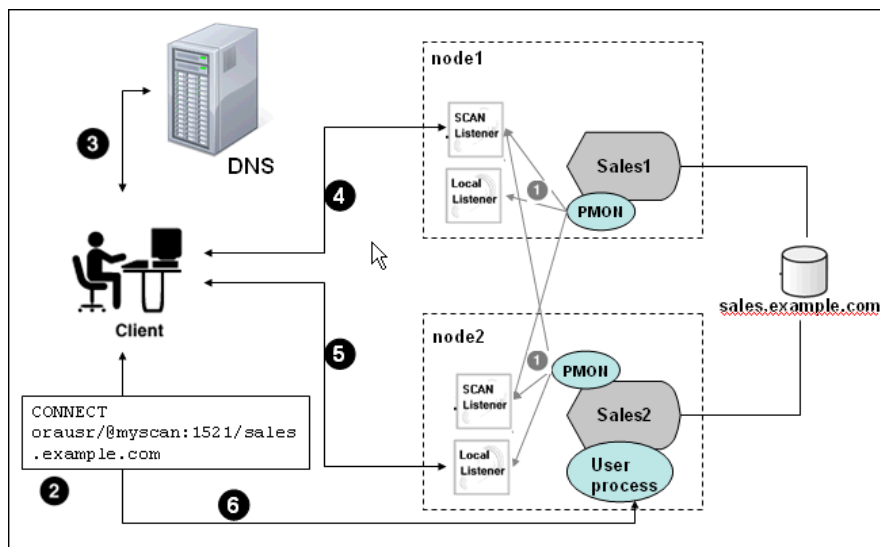 node1
SCAN
Listener
Local
Listener
1
Sales1
PMON
3
DNS
4
Client
sales.example.com
node2
5
1
PMON
SCAN
Listener
Sales2
Local
Listener
User
process
CONNECT
orausr/@myscan:1521/sales
.example.com
2
6